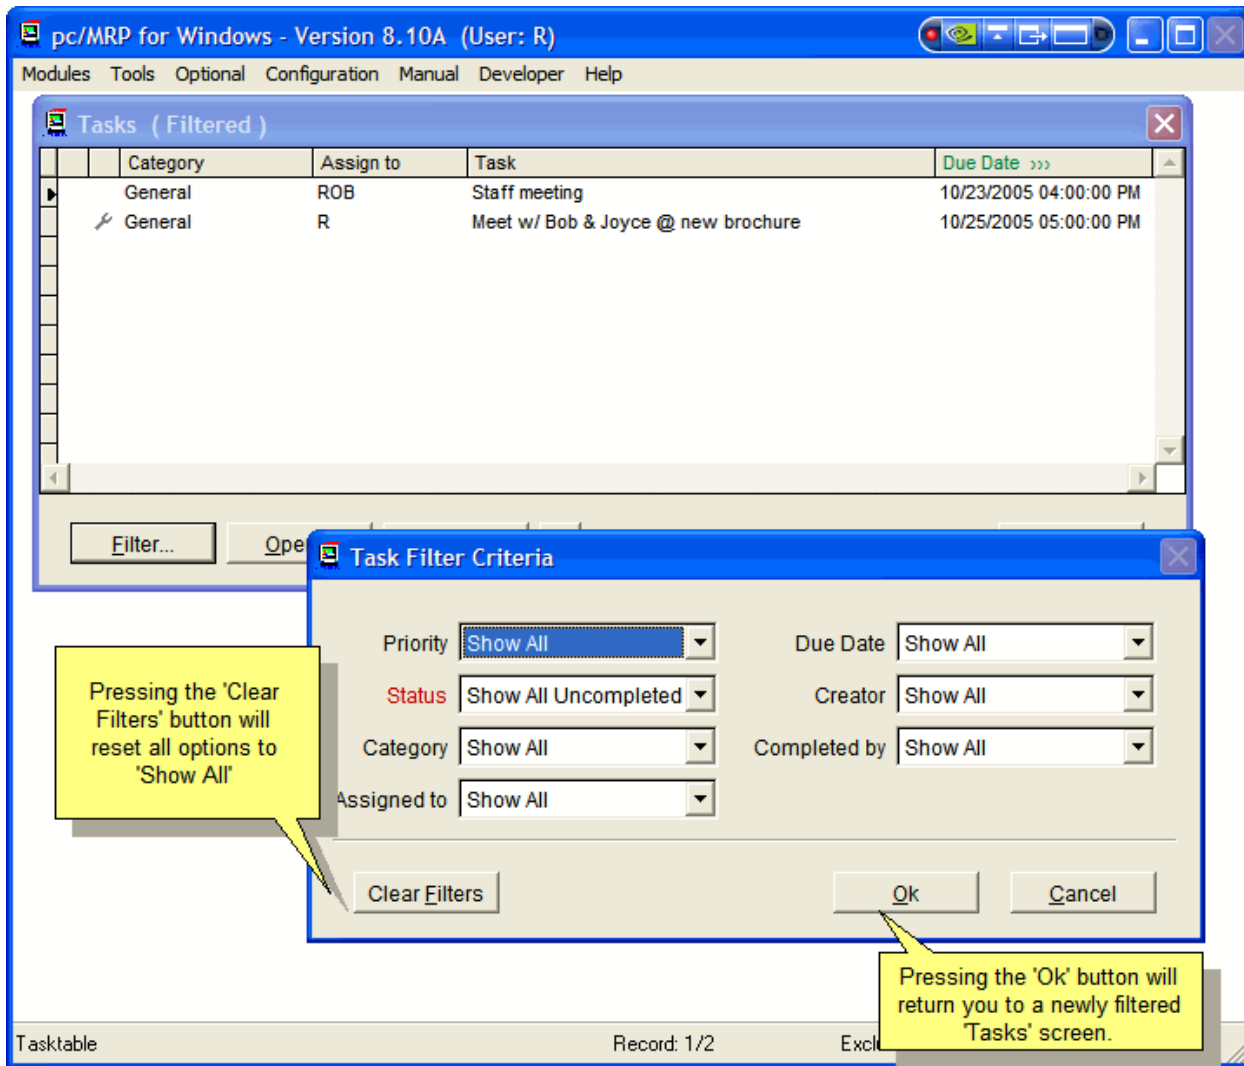 pc/MRP for Windows - Version 8.10A (User: R)
Modules Tools Optional Configuration Manual Developer Help
Tasks ( Filtered )
Category Assign to Task Due Date >>>
General ROB Staff meeting 10/23/2005 04:00:00 PM
General R Meet w/ Bob & Joyce @ new brochure 10/25/2005 05:00:00 PM
Filter...
Task Filter Criteria
Priority Show All Due Date Show All
Status Show All Uncompleted Creator Show All
Category Show All Completed by Show All
Assigned to Show All
Pressing the 'Clear
Filters' button will
reset all options to
'Show All'
Clear Filters Ok Cancel
Pressing the 'Ok' button will
return you to a newly filtered
'Tasks' screen.
Tasktable Record: 1/2